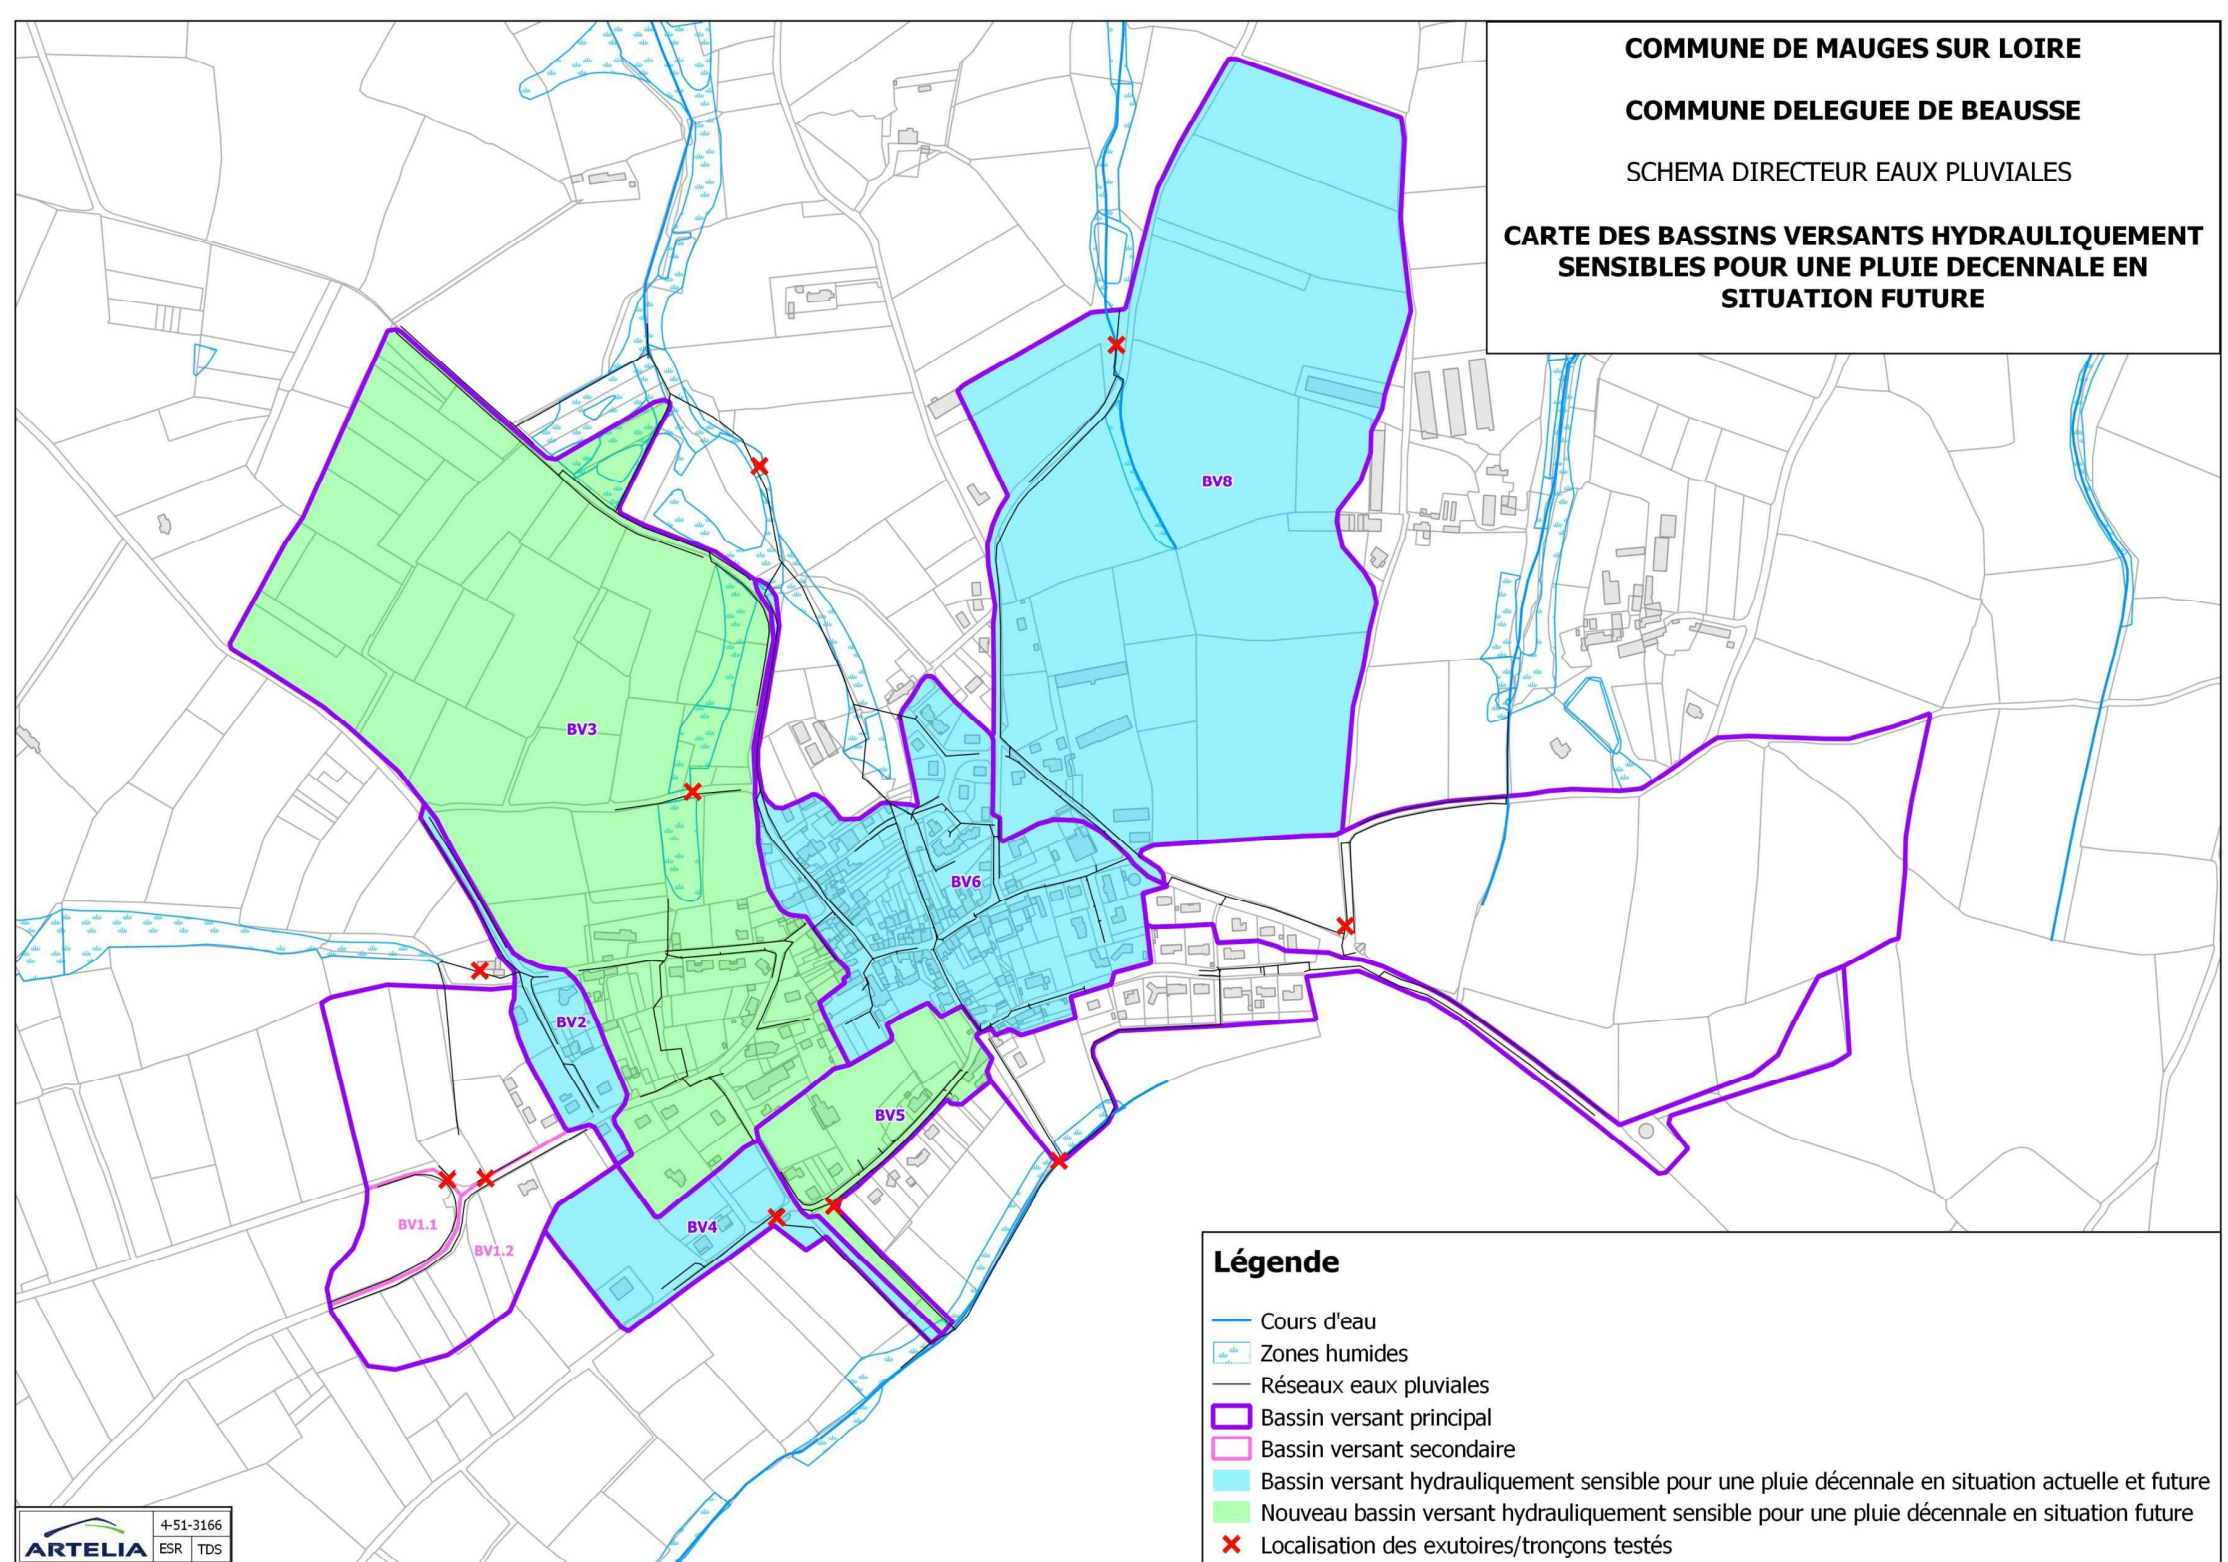 COMMUNE DE MAUGES SUR LOIRE
COMMUNE DELEGUEE DE BEAUSSE
SCHEMA DIRECTEUR EAUX PLUVIALES
CARTE DES BASSINS VERSANTS HYDRAULIQUEMENT
SENSIBLES POUR UNE PLUIE DECENNALE EN
SITUATION FUTURE
BV8
BV3
BV6
BV2
BV5
BV4
BV1.1
BV1.2
Légende
Cours d'eau
Zones humides
Réseaux eaux pluviales
Bassin versant principal
Bassin versant secondaire
Bassin versant hydrauliquement sensible pour une pluie décennale en situation actuelle et future
Nouveau bassin versant hydrauliquement sensible pour une pluie décennale en situation future
Localisation des exutoires/tronçons testés
ARTELIA
4-51-3166
ESR
TDS